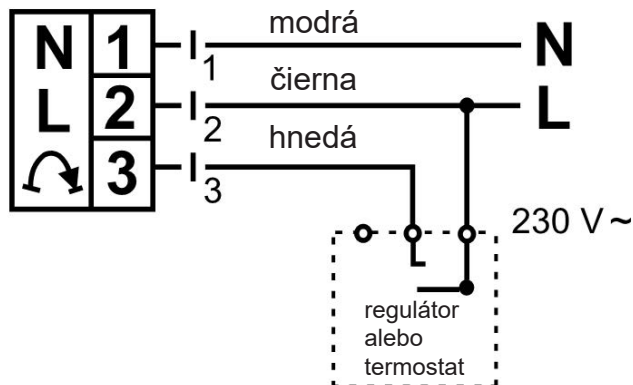 N 1 1 modrá N
L 2 2 čierna L
3 3 hnedá
230 V ~
regulátor
alebo
termostat